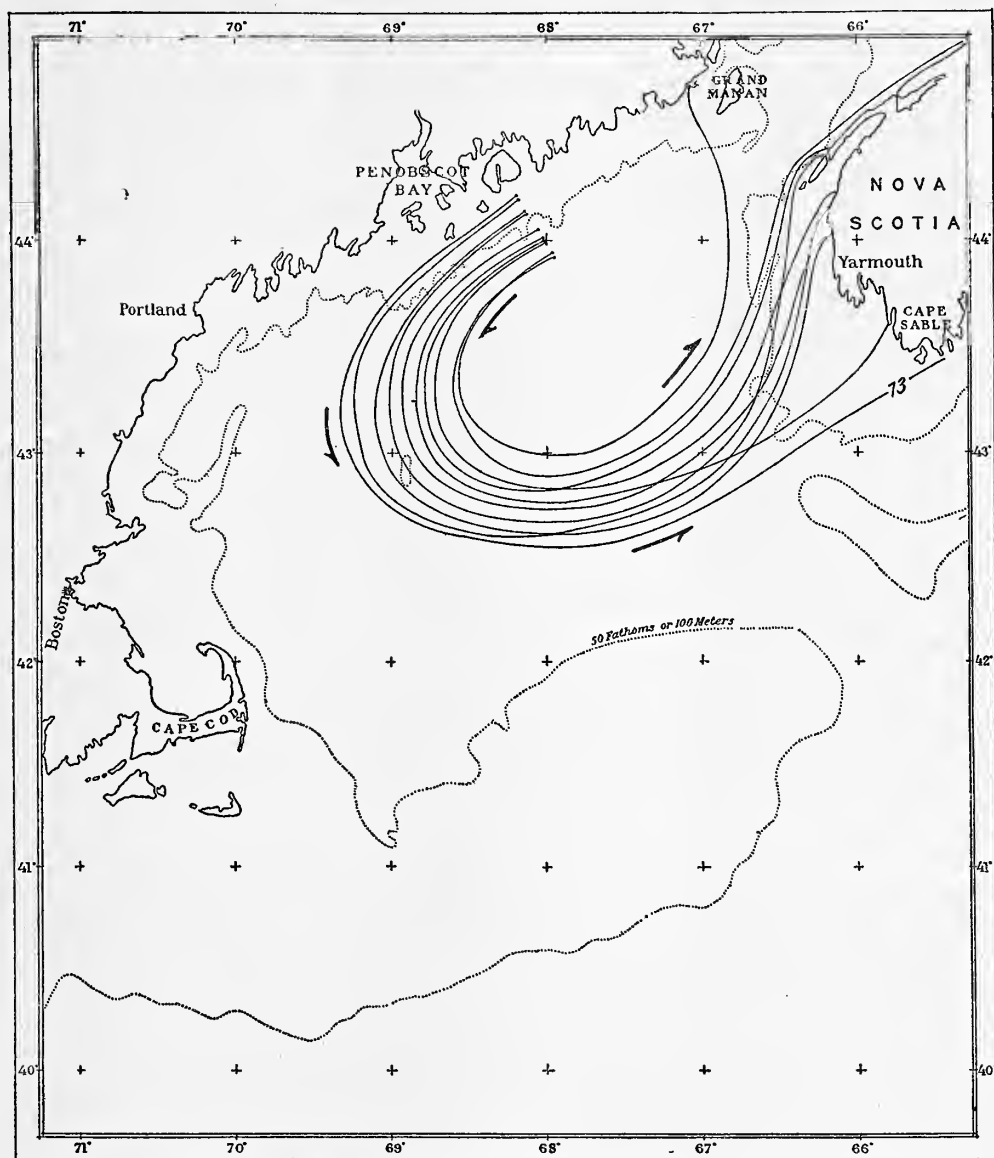 71° 70° 69° 68° 67° 66°
GRAND
MANAN
PENOBSCOT
BAY
NOVA
SCOTIA
44° 44°
Yarmouth
Portland
CAPE
SABLE
73
43° 43°
Boston
50 Fathoms or 100 Meters
42° 42°
CAPE COD
41° 41°
40° 40
71° 70° 69° 68° 67° 66°